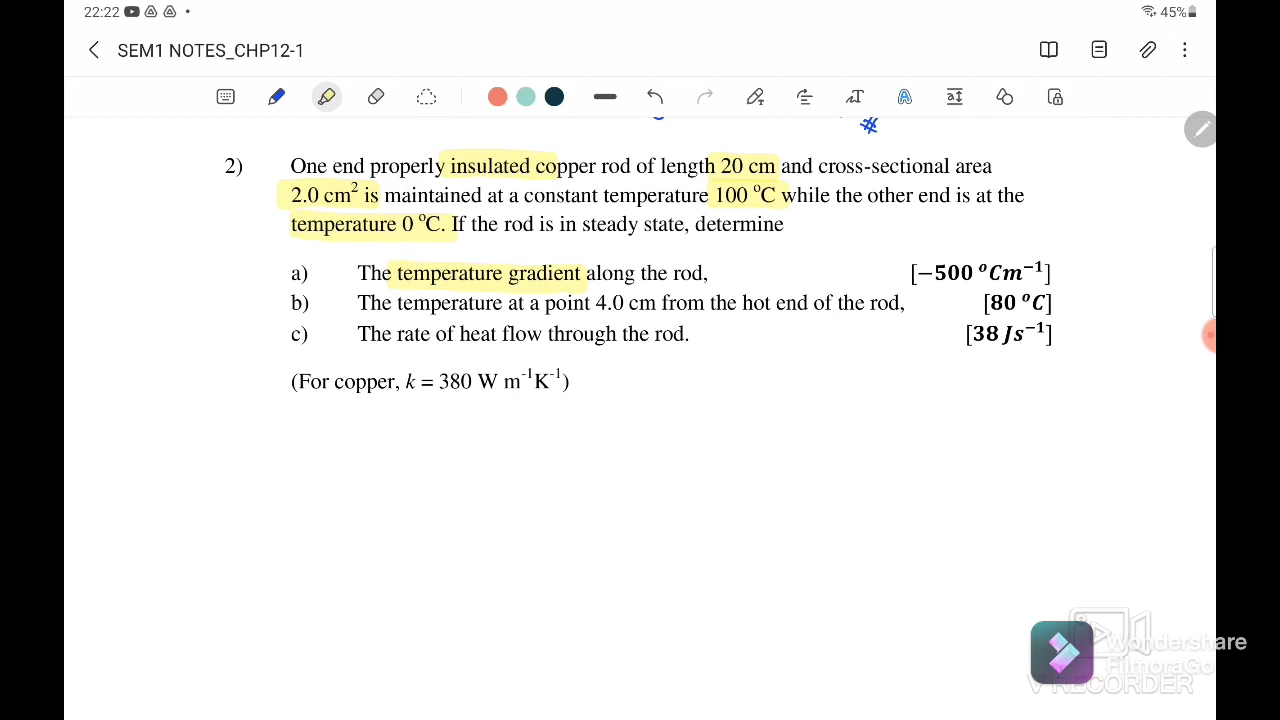 22:22 45%
SEM1 NOTES_CHP12-1
2) One end properly insulated copper rod of length 20 cm and cross-sectional area
2.0 cm² is maintained at a constant temperature 100 °C while the other end is at the
temperature 0 °C. If the rod is in steady state, determine
a) The temperature gradient along the rod, [−500 °Cm⁻¹]
b) The temperature at a point 4.0 cm from the hot end of the rod, [80 °C]
c) The rate of heat flow through the rod. [38 Js⁻¹]
(For copper, k = 380 W m⁻¹K⁻¹)
Wondershare
FilmoraGo
V RECORDER